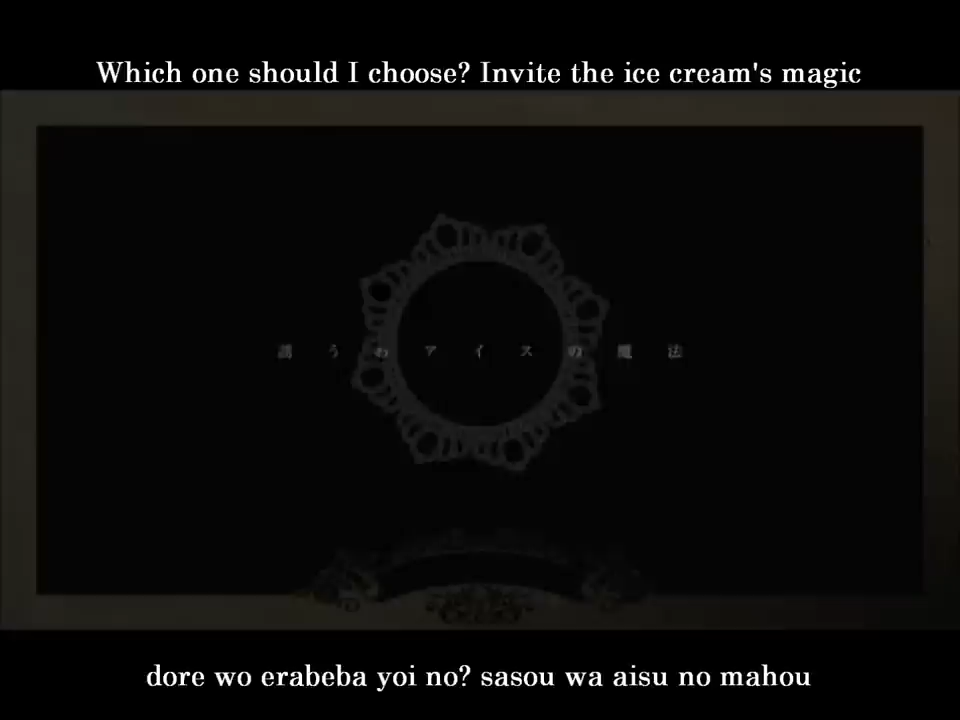 Which one should I choose? Invite the ice cream's magic
誘うわアイスの魔法
dore wo erabeba yoi no? sasou wa aisu no mahou